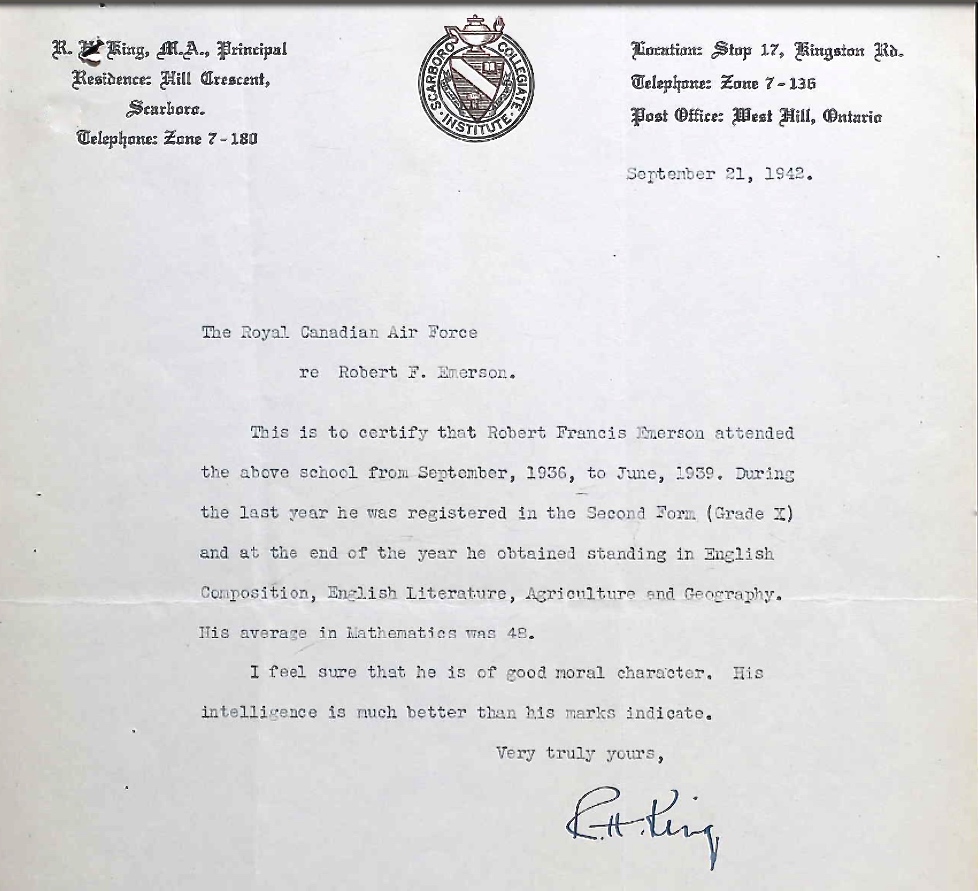 R. H. King, M.A., Principal
Residence: Hill Crescent,
Scarboro.
Telephone: Zone 7-180
SCARBORO COLLEGIATE
INSTITUTE
Location: Stop 17, Kingston Rd.
Telephone: Zone 7-136
Post Office: West Hill, Ontario
September 21, 1942.
The Royal Canadian Air Force
re Robert F. Emerson.
This is to certify that Robert Francis Emerson attended
the above school from September, 1936, to June, 1939. During
the last year he was registered in the Second Form (Grade X)
and at the end of the year he obtained standing in English
Composition, English Literature, Agriculture and Geography.
His average in Mathematics was 48.
I feel sure that he is of good moral character. His
intelligence is much better than his marks indicate.
Very truly yours,
R.H.King